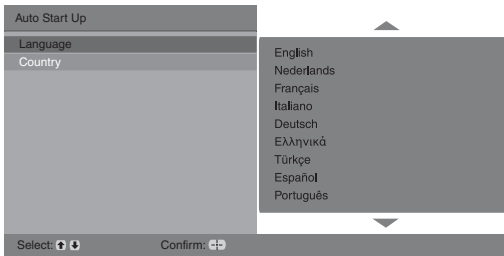 Auto Start Up
Language
Country
English
Nederlands
Français
Italiano
Deutsch
Ελληνικά
Türkçe
Español
Português
Select: Confirm: